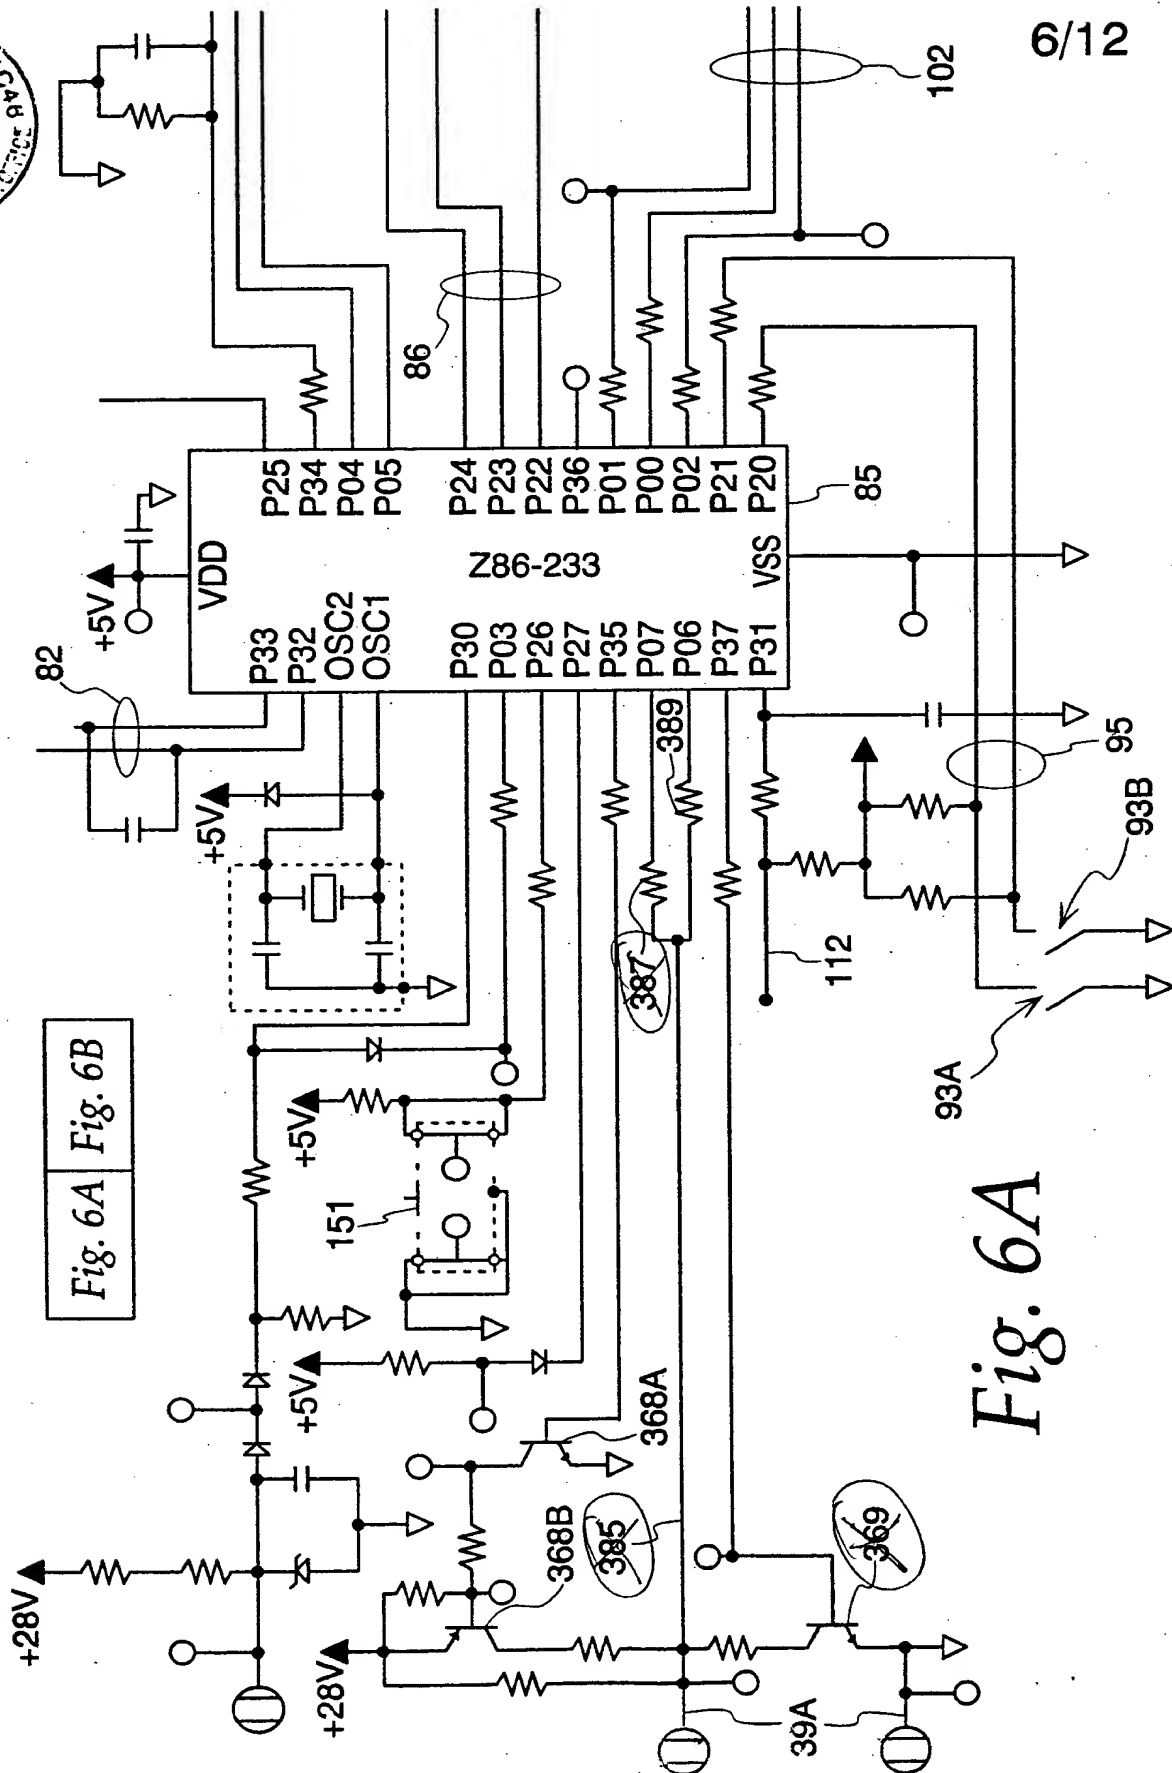 6/12
102
86
+5V
82
VDD
P25
P34
P04
P05
P24
P23
P22
P36
P01
P00
P02
P21
P20
Z86-233
85
VSS
P33
P32
OSC2
OSC1
P30
P03
P26
P27
P35
P07
P06
P37
P31
389
387
+5V
112
95
93B
93A
Fig. 6A
Fig. 6B
+5V
151
+5V
368A
368B
385
369
+28V
+28V
39A
Fig. 6A